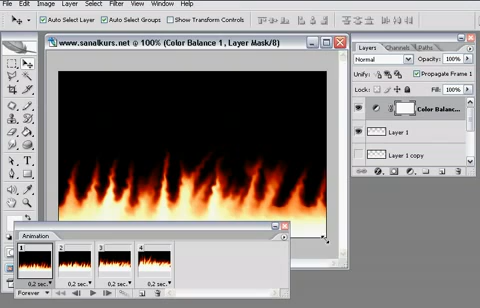 File Edit Image Layer Select Filter View Window Help
Auto Select Layer Auto Select Groups Show Transform Controls
www.sanalkurs.net @ 100% (Color Balance 1, Layer Mask/8)
Layers Channels Paths
Normal Opacity: 100%
Unify: Propagate Frame 1
Lock: Fill: 100%
Color Balanc...
Layer 1
Layer 1 copy
Animation
1 2 3 4
0,2 sec. 0,2 sec. 0,2 sec. 0,2 sec.
Forever